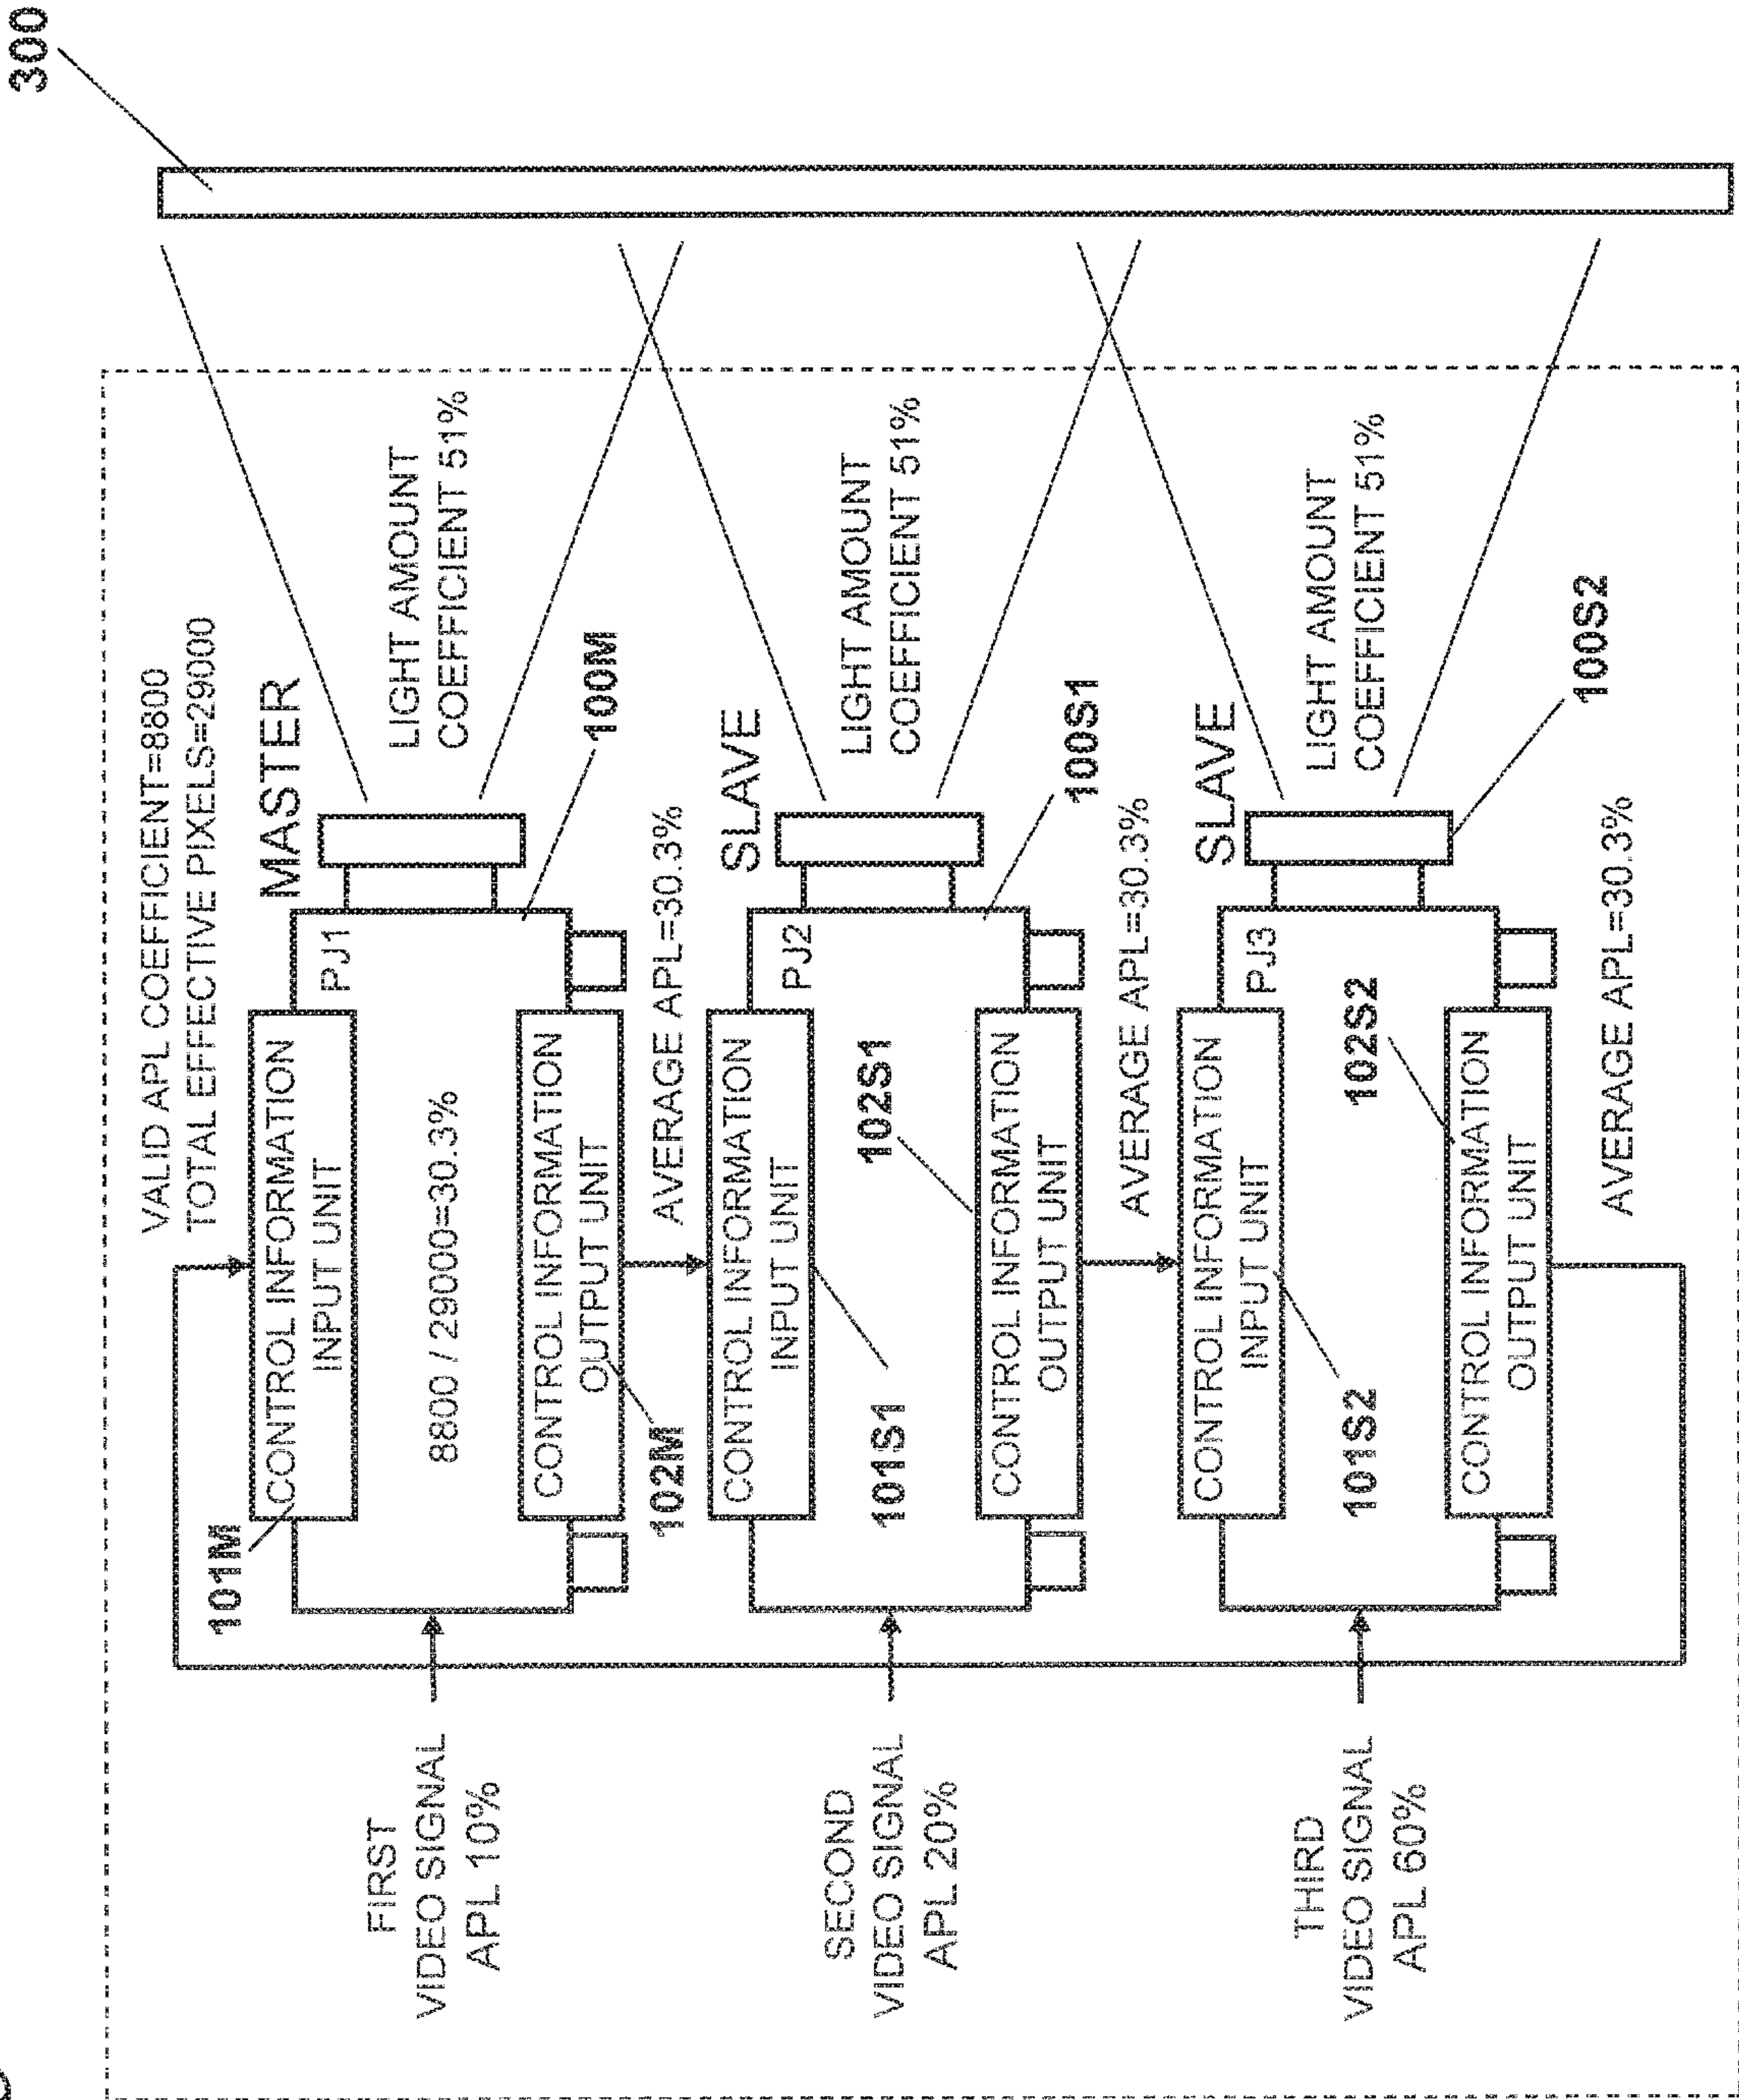 300
VALID APL COEFFICIENT=8800
TOTAL EFFECTIVE PIXELS=29000
MASTER
101M
CONTROL INFORMATION
INPUT UNIT
PJ1
LIGHT AMOUNT
COEFFICIENT 51%
FIRST
VIDEO SIGNAL
APL 10%
8800 / 29000=30.3%
100M
CONTROL INFORMATION
OUTPUT UNIT
102M
AVERAGE APL=30.3%
SLAVE
CONTROL INFORMATION
INPUT UNIT
PJ2
LIGHT AMOUNT
COEFFICIENT 51%
SECOND
VIDEO SIGNAL
APL 20%
101S1
102S1
100S1
CONTROL INFORMATION
OUTPUT UNIT
AVERAGE APL=30.3%
SLAVE
CONTROL INFORMATION
INPUT UNIT
PJ3
LIGHT AMOUNT
COEFFICIENT 51%
THIRD
VIDEO SIGNAL
APL 60%
101S2
102S2
100S2
CONTROL INFORMATION
OUTPUT UNIT
AVERAGE APL=30.3%